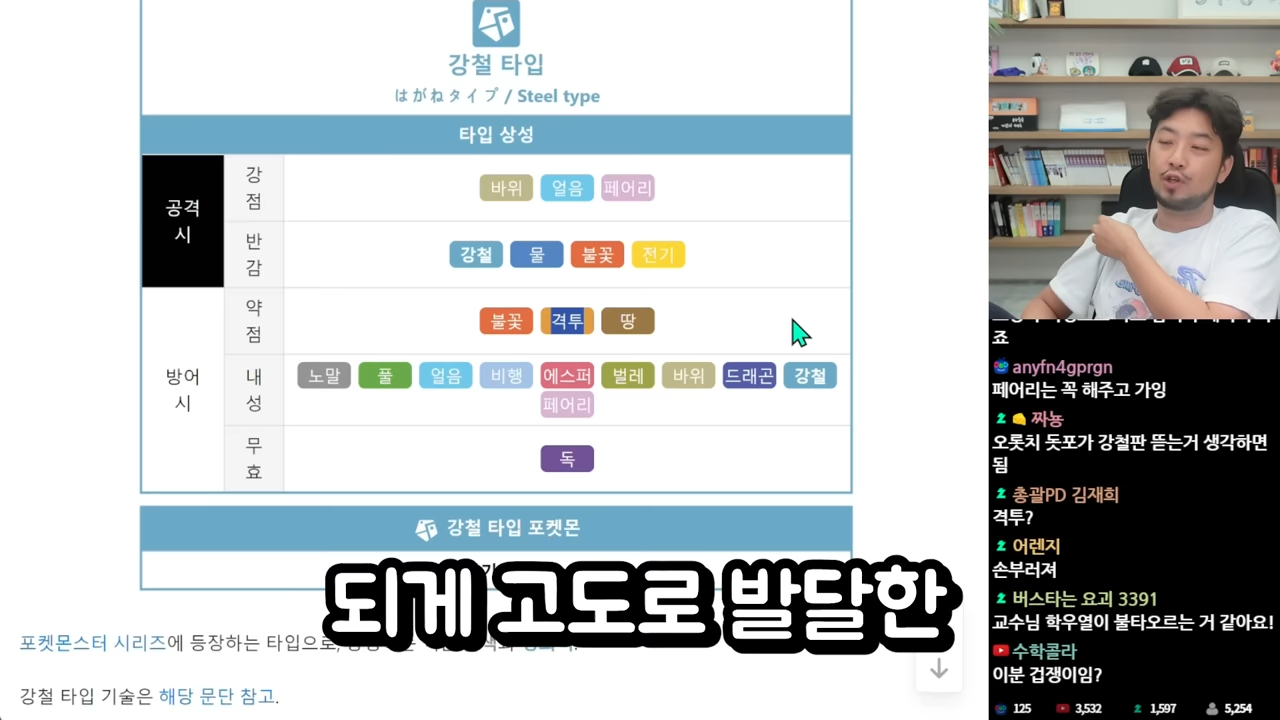 강철 타입
はがねタイプ / Steel type
타입 상성
공격
시
강
점
바위 얼음 페어리
반
감
강철 물 불꽃 전기
방어
시
약
점
불꽃 격투 땅
내
성
노말 풀 얼음 비행 에스퍼 벌레 바위 드래곤 강철
페어리
무
효
독
강철 타입 포켓몬
되게 고도로 발달한
포켓몬스터 시리즈에 등장하는 타입으로,
강철 타입 기술은 해당 문단 참고.
죠
anyfn4gprgn
페어리는 꼭 해주고 가잉
짜뇽
오롯치 돗포가 강철판 뜯는거 생각하면
됨
총괄PD 김재희
격투?
어렌지
손부러져
버스타는 요괴 3391
교수님 학우열이 불타오르는 거 같아요!
수학콜라
이분 겁쟁이임?
125 3,532 1,597 5,254